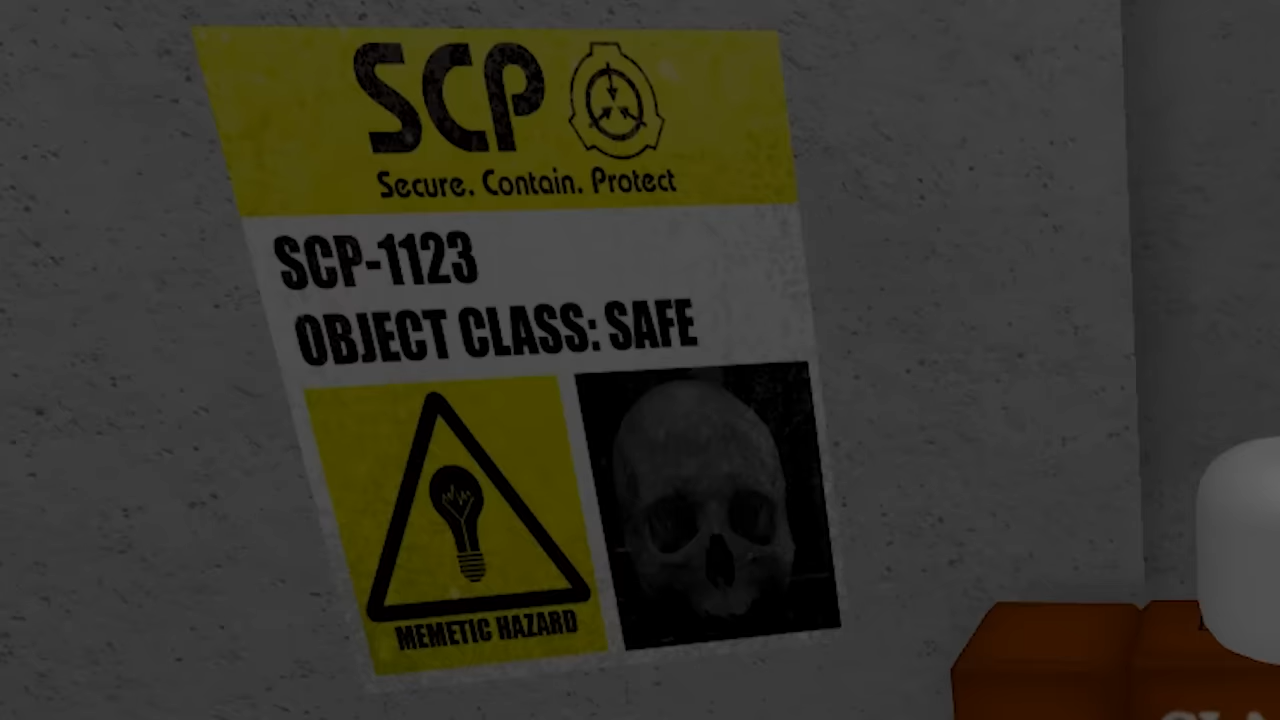 SCP
Secure. Contain. Protect
SCP-1123
OBJECT CLASS: SAFE
MEMETIC HAZARD